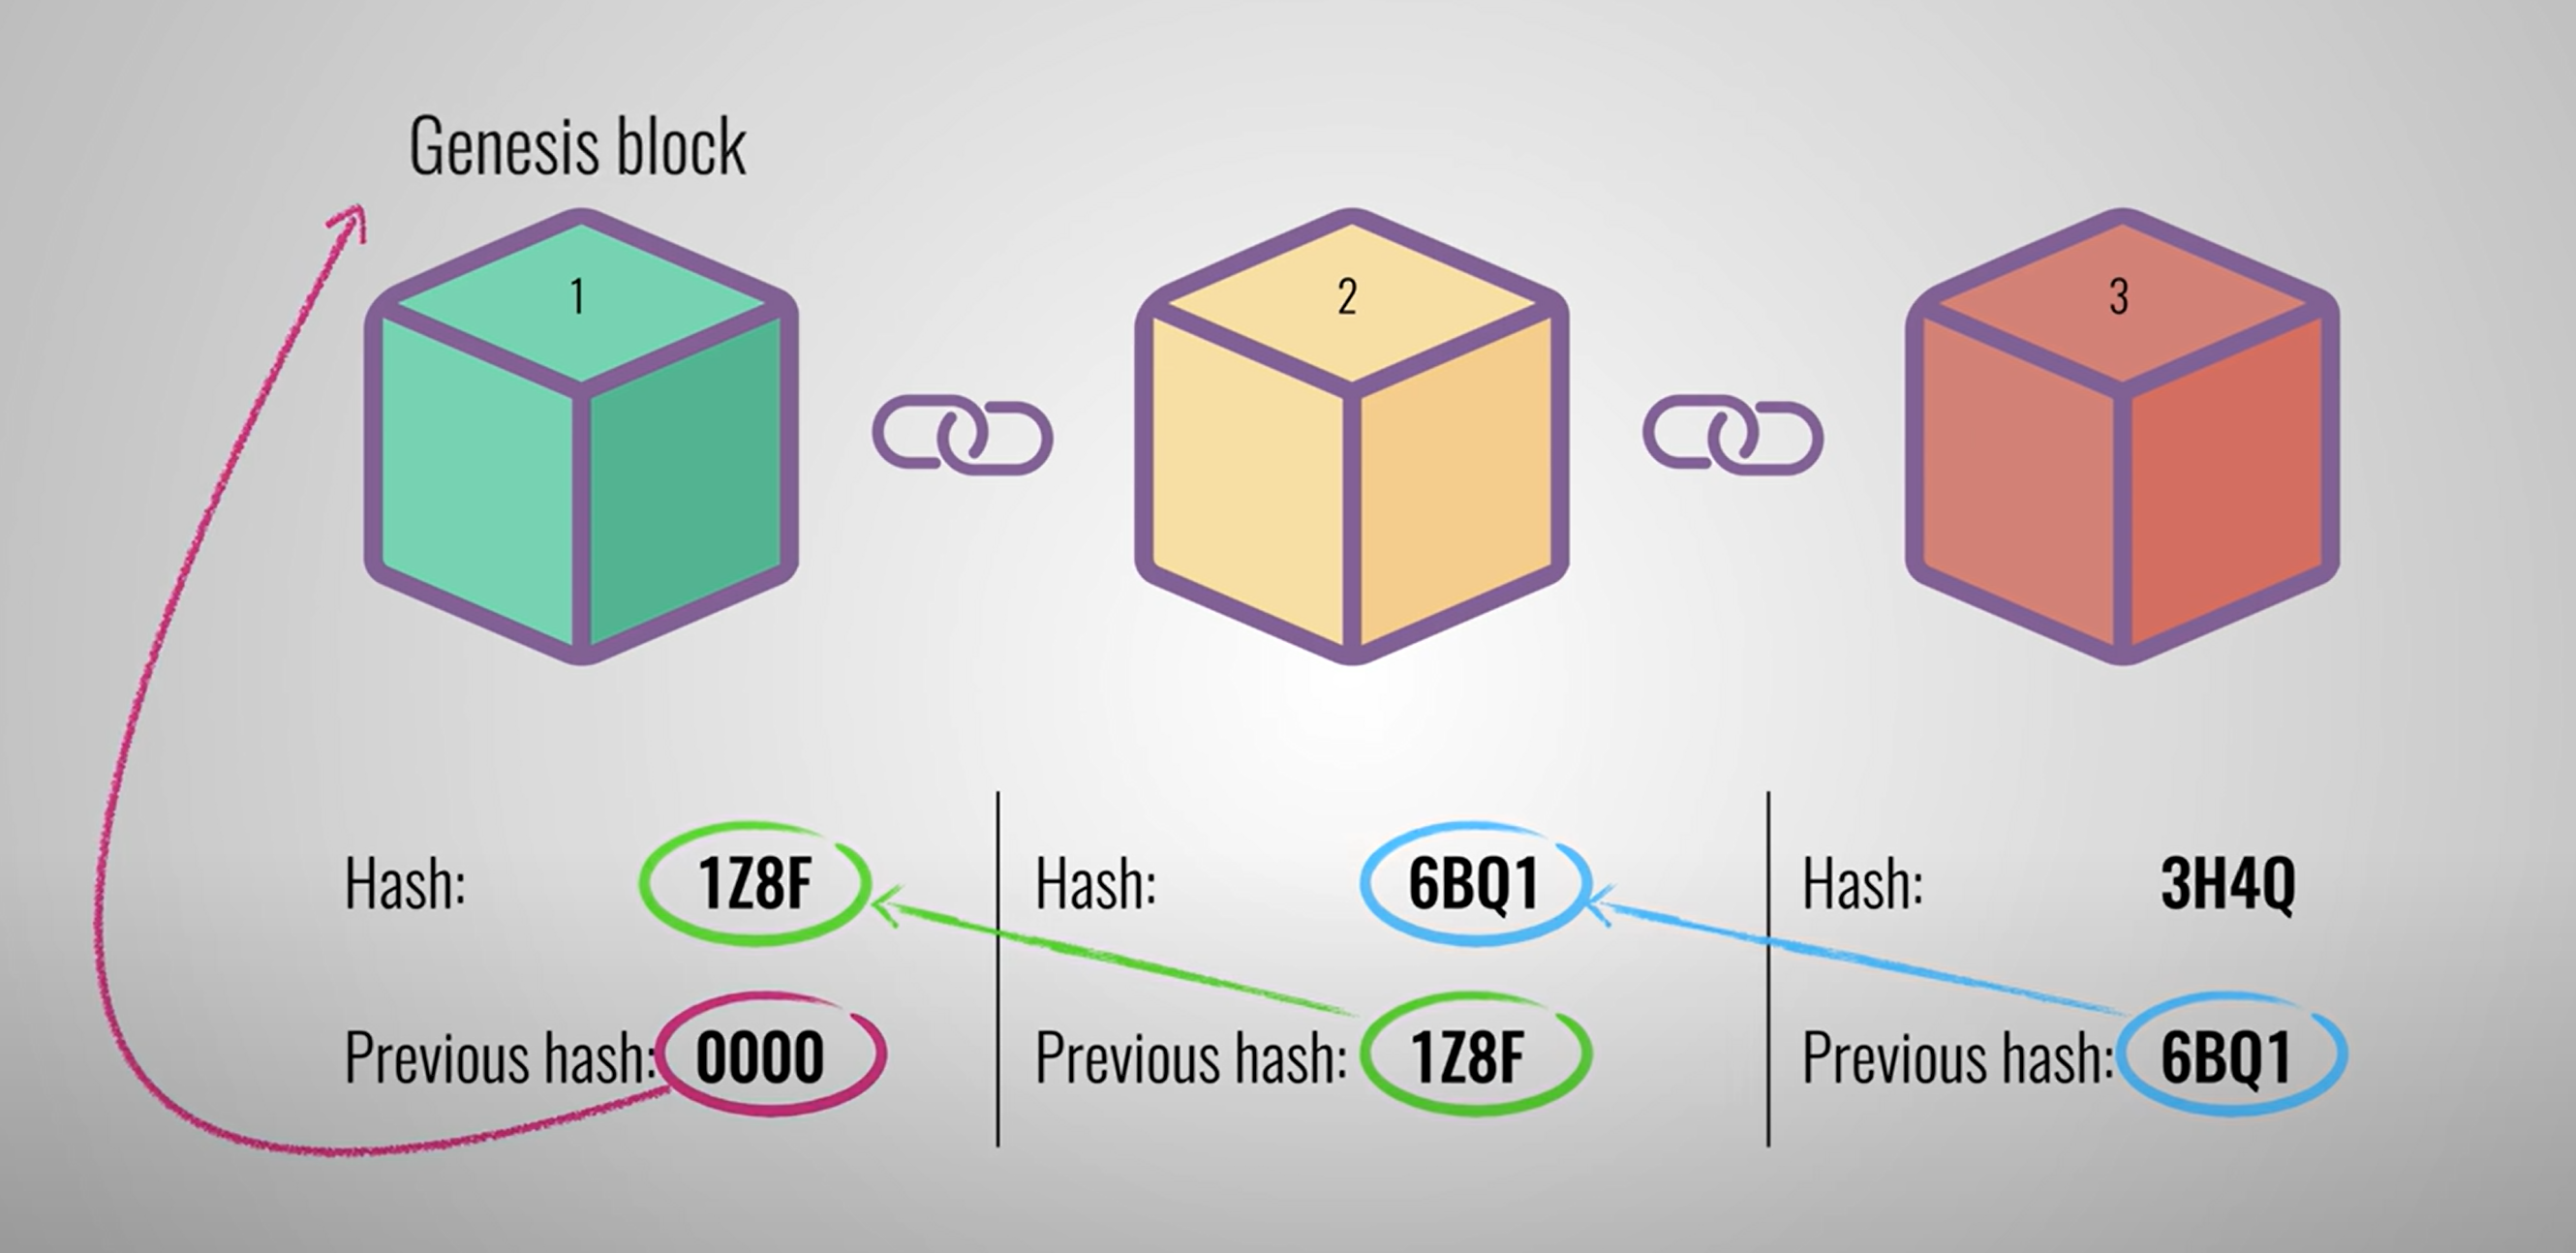 Genesis block
1
2
3
Hash: 1Z8F
Previous hash: 0000
Hash: 6BQ1
Previous hash: 1Z8F
Hash: 3H4Q
Previous hash: 6BQ1